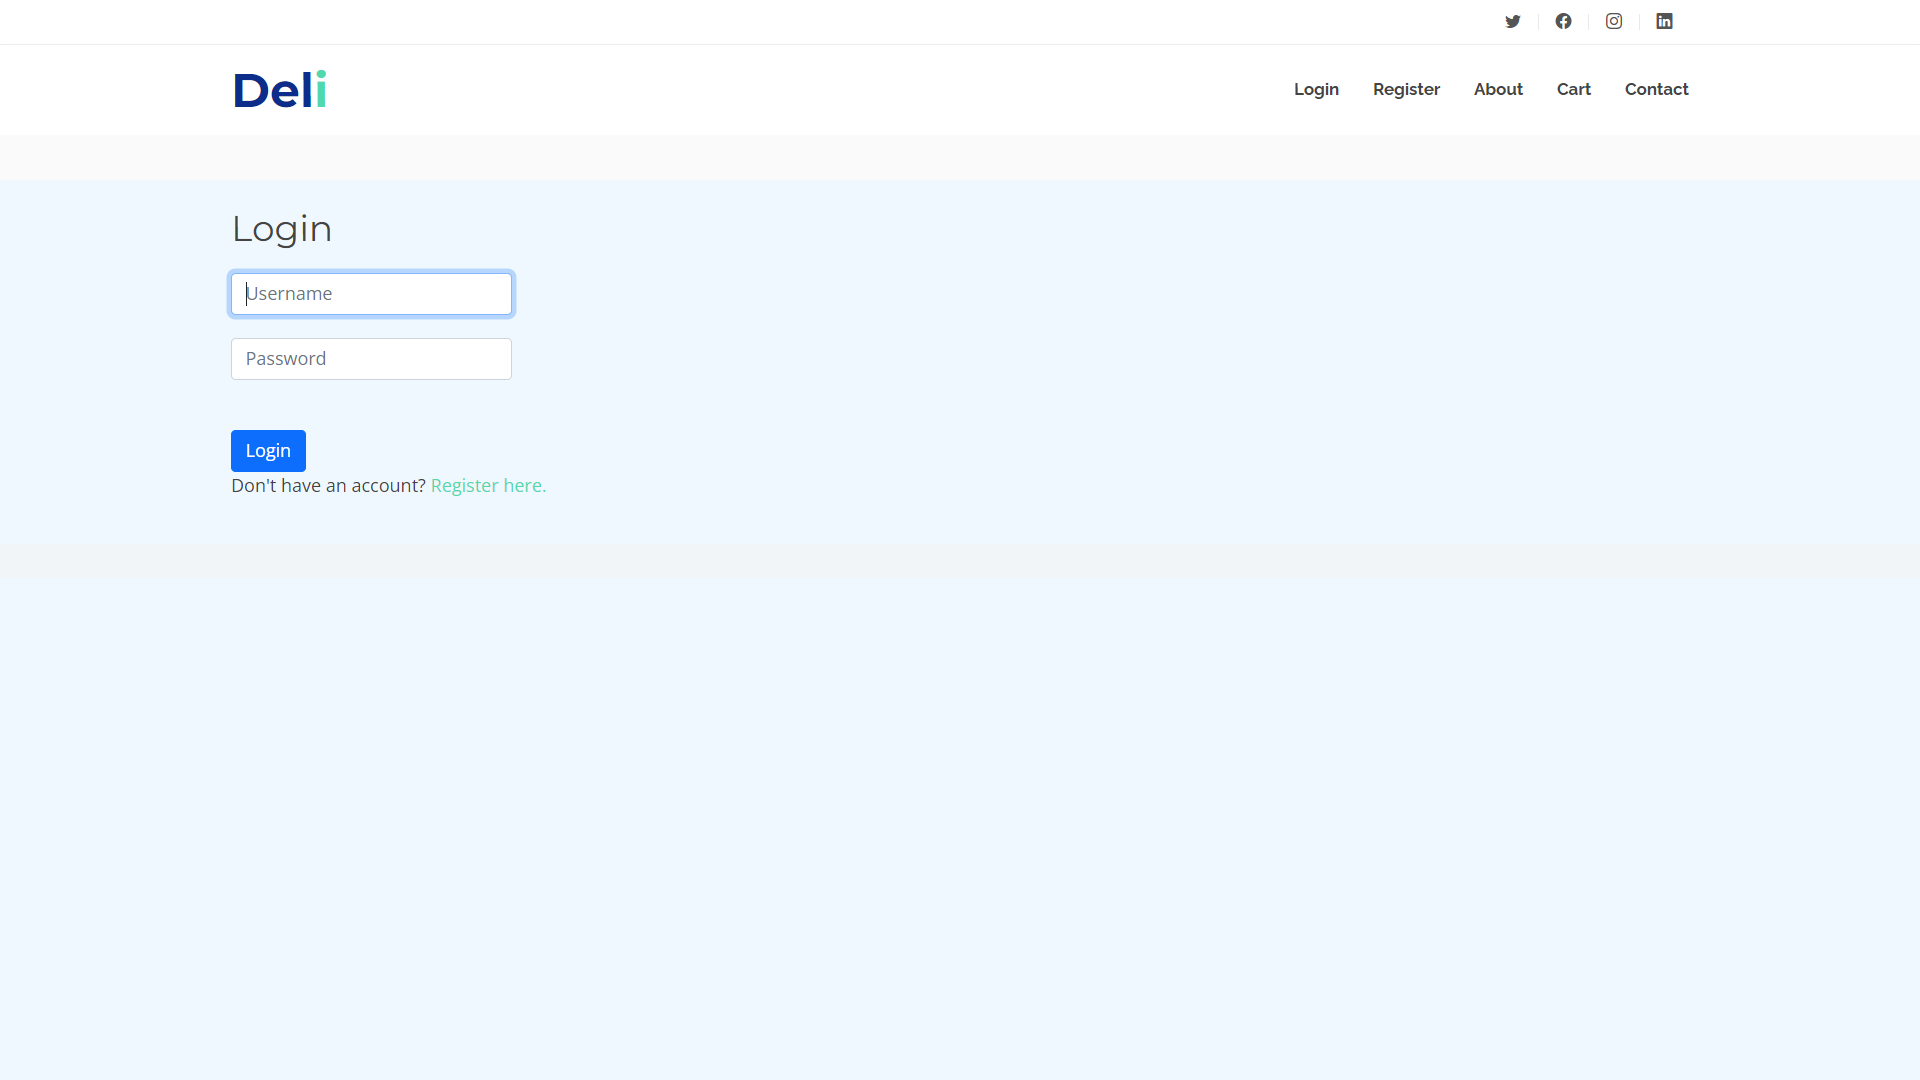 Deli
Login Register About Cart Contact
Login
Username
Password
Login
Don't have an account? Register here.